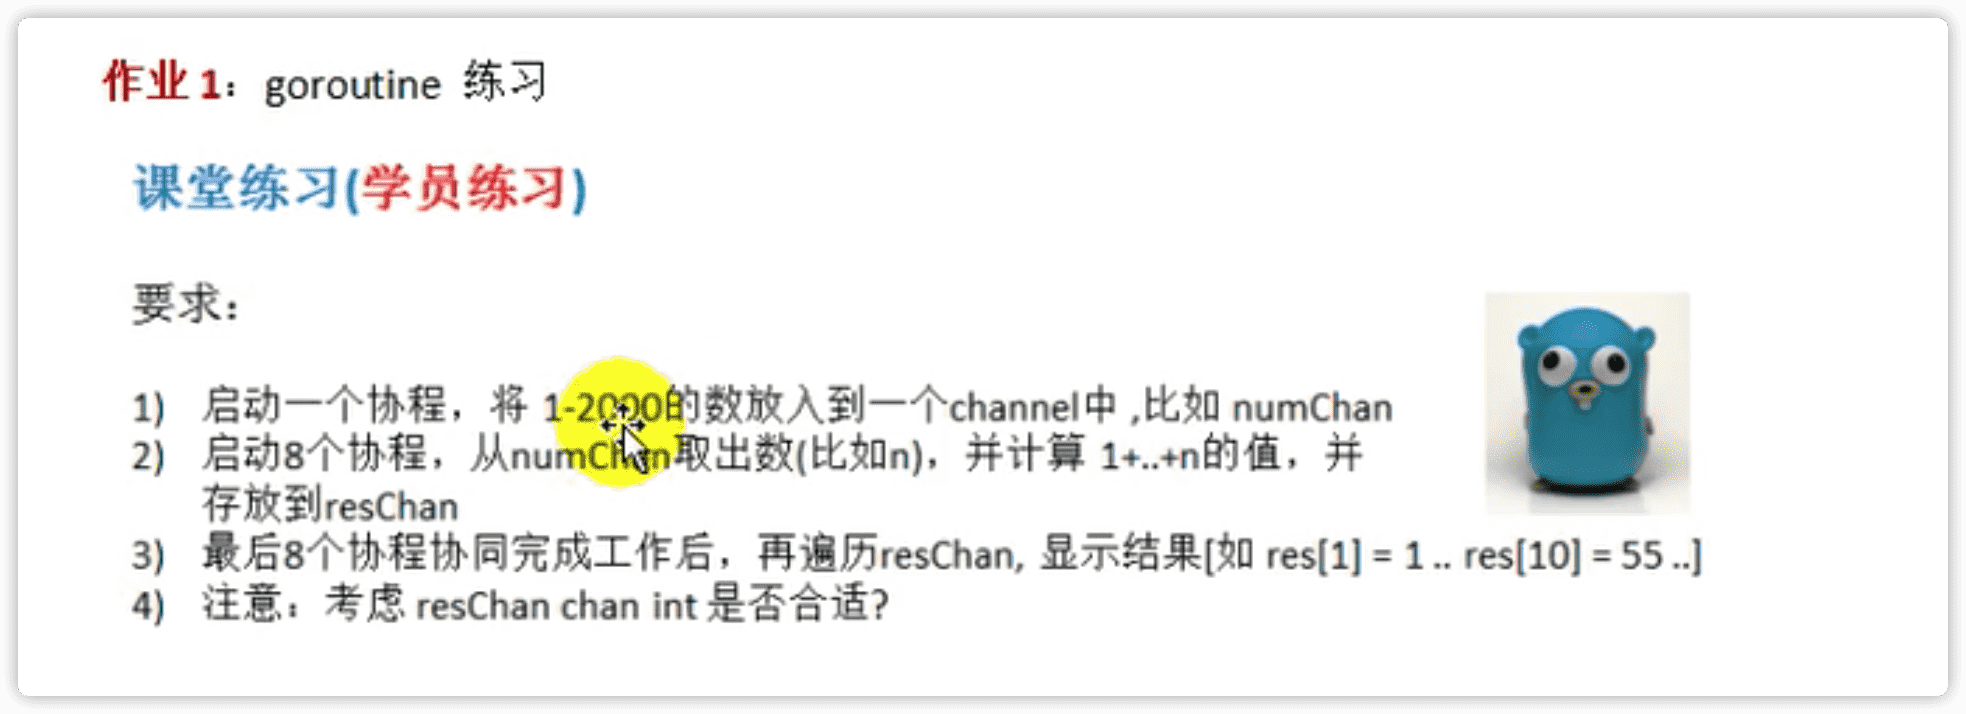 作业1：goroutine 练习
课堂练习(学员练习)
要求：
1) 启动一个协程，将 1-2000的数放入到一个channel中 ,比如 numChan
2) 启动8个协程，从numChan取出数(比如n)，并计算 1+..+n的值，并
存放到resChan
3) 最后8个协程协同完成工作后，再遍历resChan, 显示结果[如 res[1] = 1 .. res[10] = 55 ..]
4) 注意：考虑 resChan chan int 是否合适?